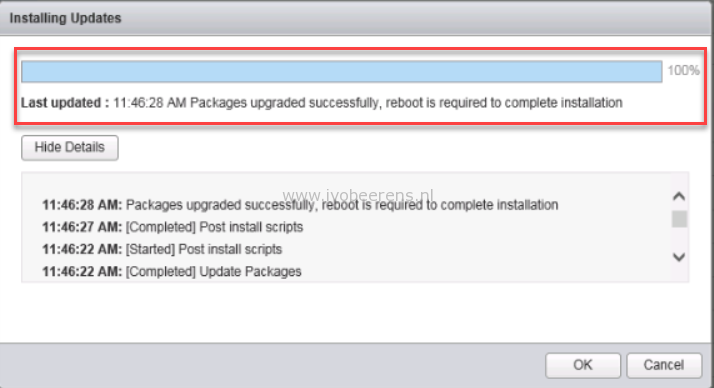 Installing Updates
100%
Last updated : 11:46:28 AM Packages upgraded successfully, reboot is required to complete installation
Hide Details
www.ivobeerens.nl
11:46:28 AM: Packages upgraded successfully, reboot is required to complete installation
11:46:27 AM: [Completed] Post install scripts
11:46:22 AM: [Started] Post install scripts
11:46:22 AM: [Completed] Update Packages
OK
Cancel